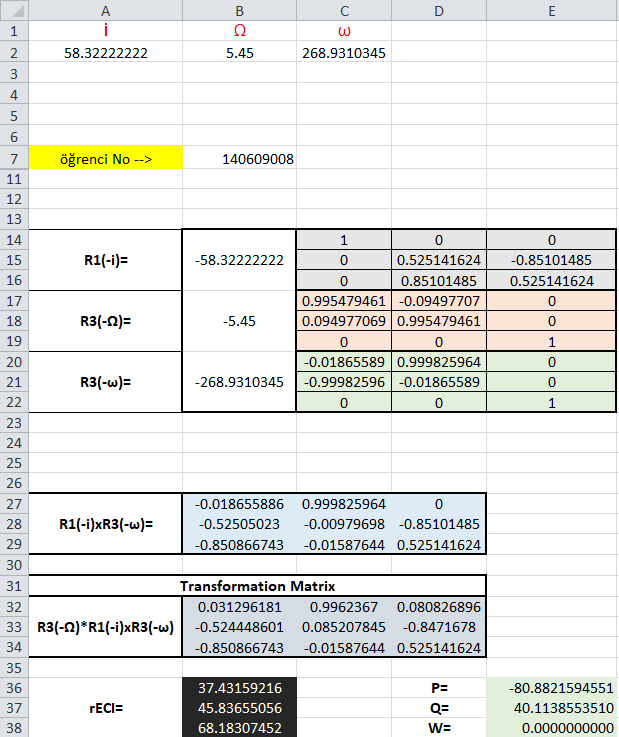 A B C D E
1 İ Ω ω
2 58.32222222 5.45 268.9310345
3
4
5
6
7 öğrenci No --> 140609008
11
12
13
14 1 0 0
15 R1(-i)= -58.32222222 0 0.525141624 -0.85101485
16 0 0.85101485 0.525141624
17 0.995479461 -0.09497707 0
18 R3(-Ω)= -5.45 0.094977069 0.995479461 0
19 0 0 1
20 -0.01865589 0.999825964 0
21 R3(-ω)= -268.9310345 -0.99982596 -0.01865589 0
22 0 0 1
23
24
25
26
27 -0.018655886 0.999825964 0
28 R1(-i)xR3(-ω)= -0.52505023 -0.00979698 -0.85101485
29 -0.850866743 -0.01587644 0.525141624
30
31 Transformation Matrix
32 0.031296181 0.9962367 0.080826896
33 R3(-Ω)*R1(-i)xR3(-ω) -0.524448601 0.085207845 -0.8471678
34 -0.850866743 -0.01587644 0.525141624
35
36 37.43159216 P= -80.8821594551
37 rECI= 45.83655056 Q= 40.1138553510
38 68.18307452 W= 0.0000000000